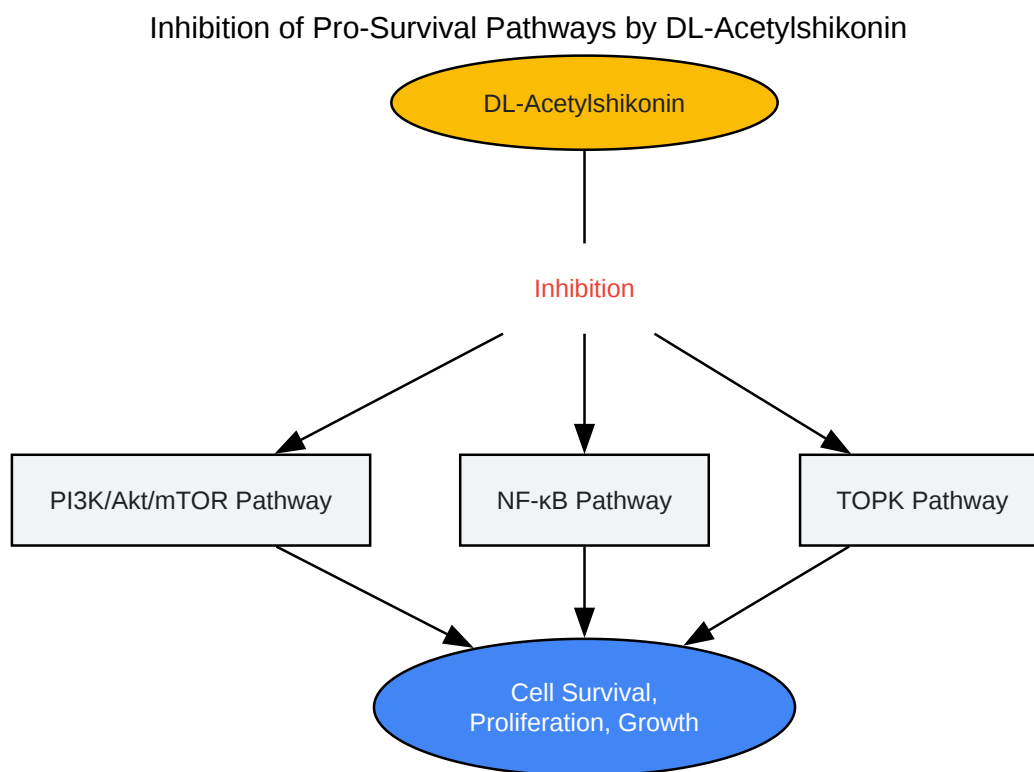 Inhibition of Pro-Survival Pathways by DL-Acetylshikonin
DL-Acetylshikonin
Inhibition
PI3K/Akt/mTOR Pathway
NF-κB Pathway
TOPK Pathway
Cell Survival,
Proliferation, Growth